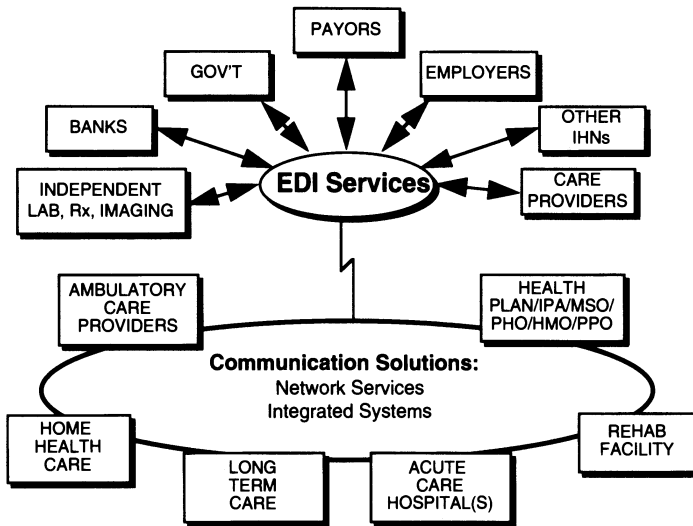 PAYORS
GOV'T
EMPLOYERS
BANKS
OTHER
IHNs
EDI Services
INDEPENDENT
LAB, Rx, IMAGING
CARE
PROVIDERS
AMBULATORY
CARE
PROVIDERS
HEALTH
PLAN/IPA/MSO/
PHO/HMO/PPO
Communication Solutions:
Network Services
Integrated Systems
HOME
HEALTH
CARE
LONG
TERM
CARE
ACUTE
CARE
HOSPITAL(S)
REHAB
FACILITY